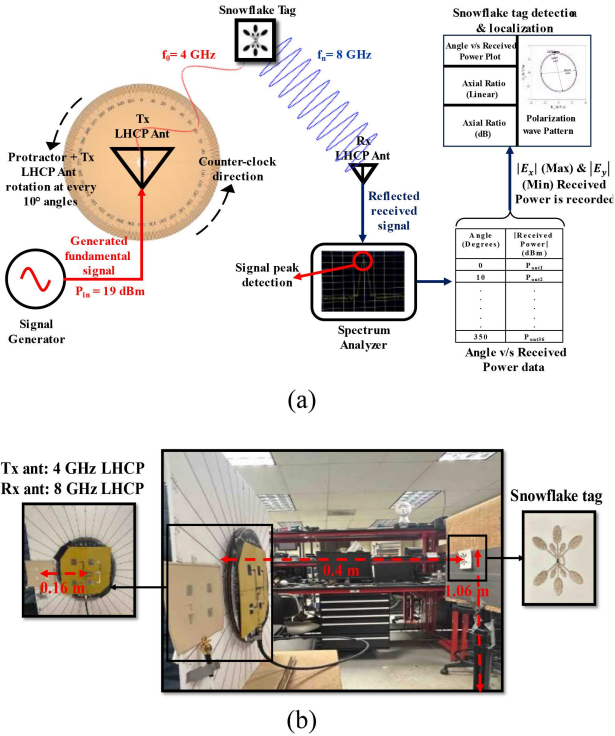 Snowflake Tag
f₀= 4 GHz
fₙ= 8 GHz
Tx
LHCP Ant
Protractor + Tx
LHCP Ant
rotation at every
10° angles
Counter-clock
direction
Generated
fundamental
signal
Pin = 19 dBm
Signal
Generator
Rx
LHCP Ant
Reflected
received
signal
Signal peak
detection
Spectrum
Analyzer
Snowflake tag detection
& localization
Angle v/s Received
Power Plot
Axial Ratio
(Linear)
Axial Ratio
(dB)
Polarization
wave Pattern
|Ex| (Max) & |Ey|
(Min) Received
Power is recorded
Angle
(Degrees)
|Received
Power|
(dBm)
0 Pout1
10 Pout2
. .
. .
. .
. .
350 Pout36
Angle v/s Received
Power data
(a)
Tx ant: 4 GHz LHCP
Rx ant: 8 GHz LHCP
0.16 m
0.4 m
1.06 m
Snowflake tag
(b)